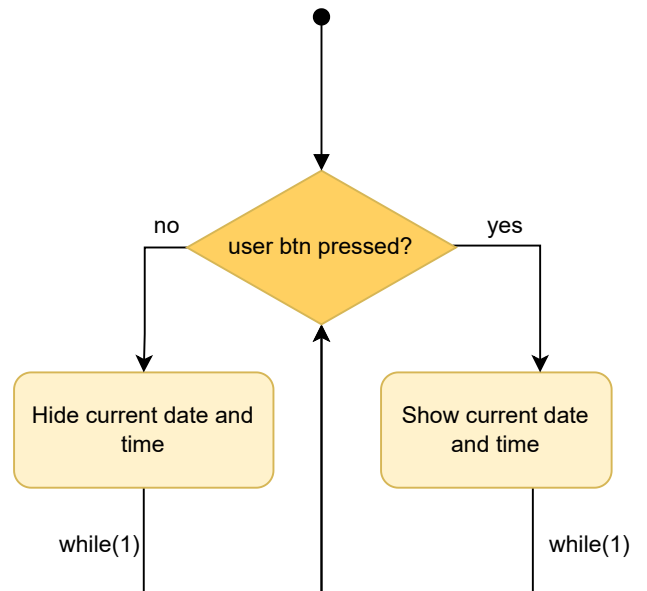 no
yes
user btn pressed?
Hide current date and
time
Show current date
and time
while(1)
while(1)